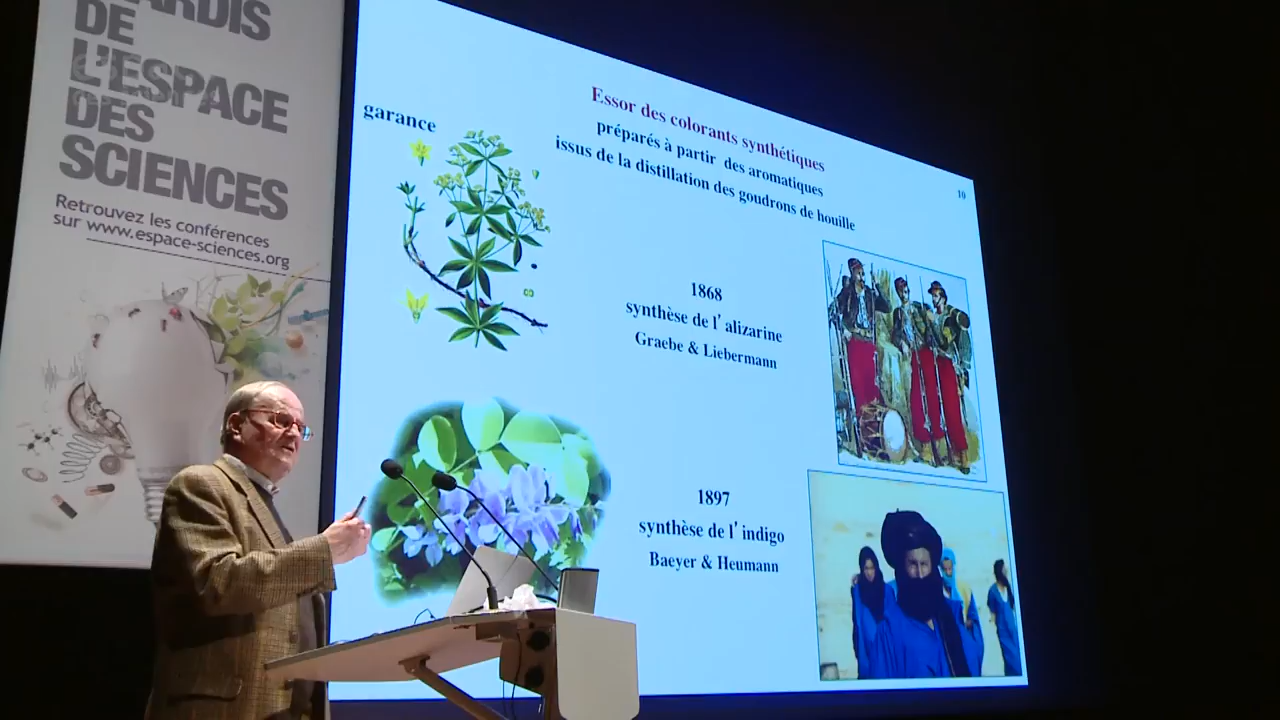 DE
L'ESPACE
DES
SCIENCES
Retrouvez les conférences
sur www.espace-sciences.org
garance
Essor des colorants synthétiques
préparés à partir des aromatiques
issus de la distillation des goudrons de houille
10
1868
synthèse de l' alizarine
Graebe & Liebermann
1897
synthèse de l' indigo
Baeyer & Heumann